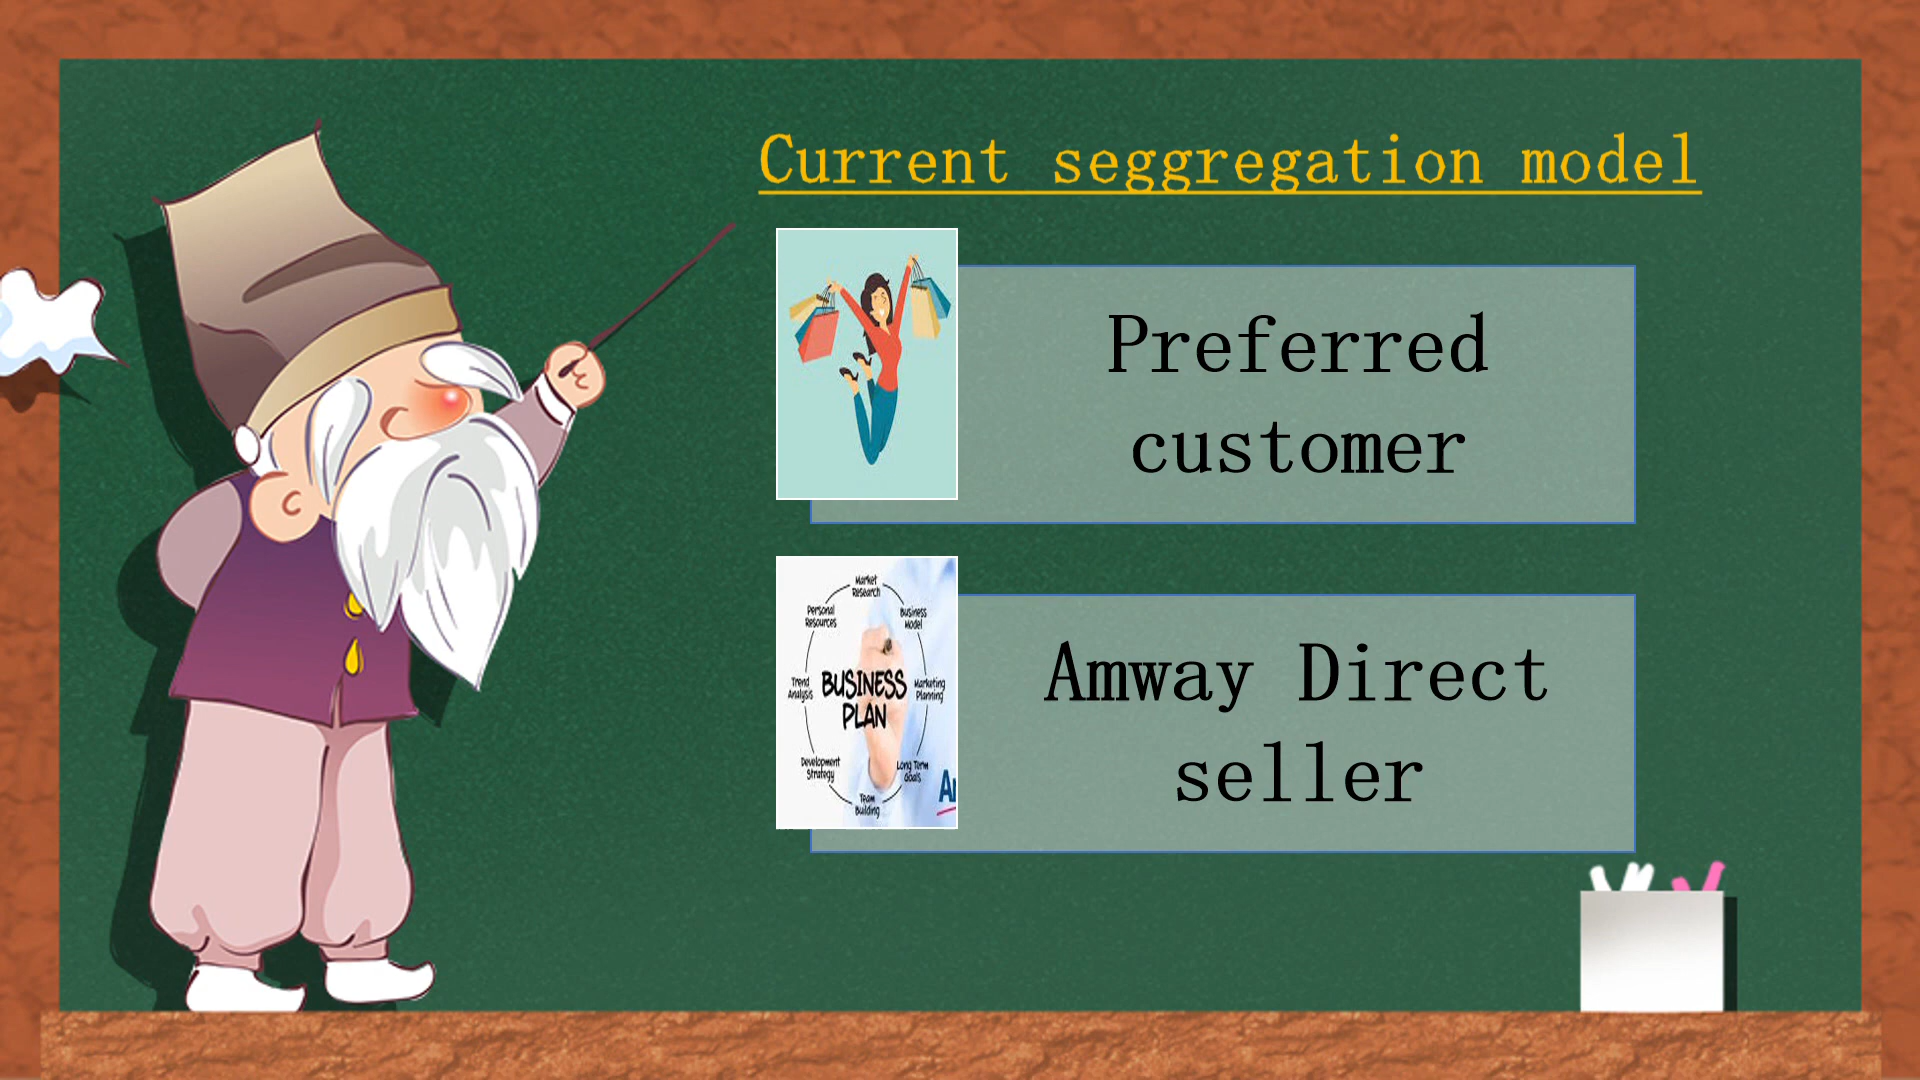 Current seggregation model
Preferred
customer
Market
Research
Personal
Resources
Business
Model
Trend
Analysis
BUSINESS
PLAN
Marketing
Planning
Development
Strategy
Long Term
Goals
Team
Building
Amway Direct
seller